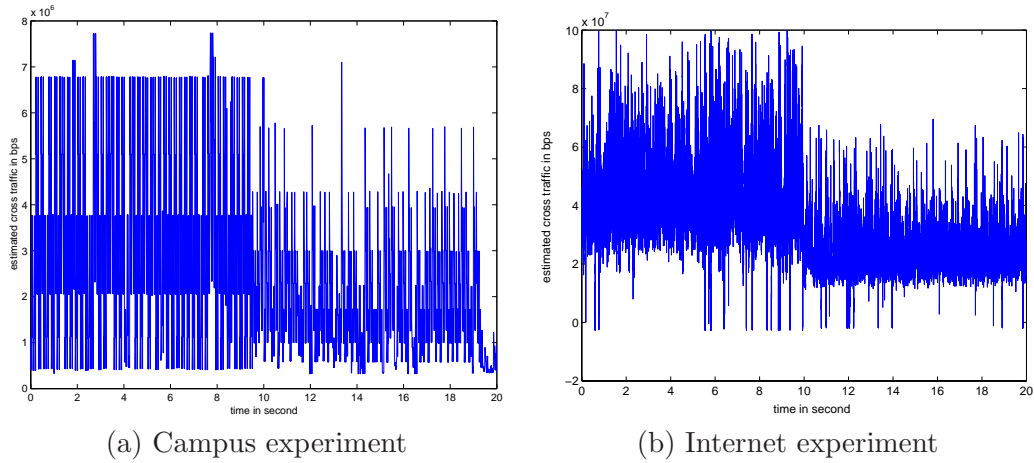 x 10^6
8
7
6
5
4
3
2
1
0
estimated cross traffic in bps
0 2 4 6 8 10 12 14 16 18 20
time in second
(a) Campus experiment
x 10^7
10
8
6
4
2
0
−2
estimated cross traffic in bps
0 2 4 6 8 10 12 14 16 18 20
time in second
(b) Internet experiment